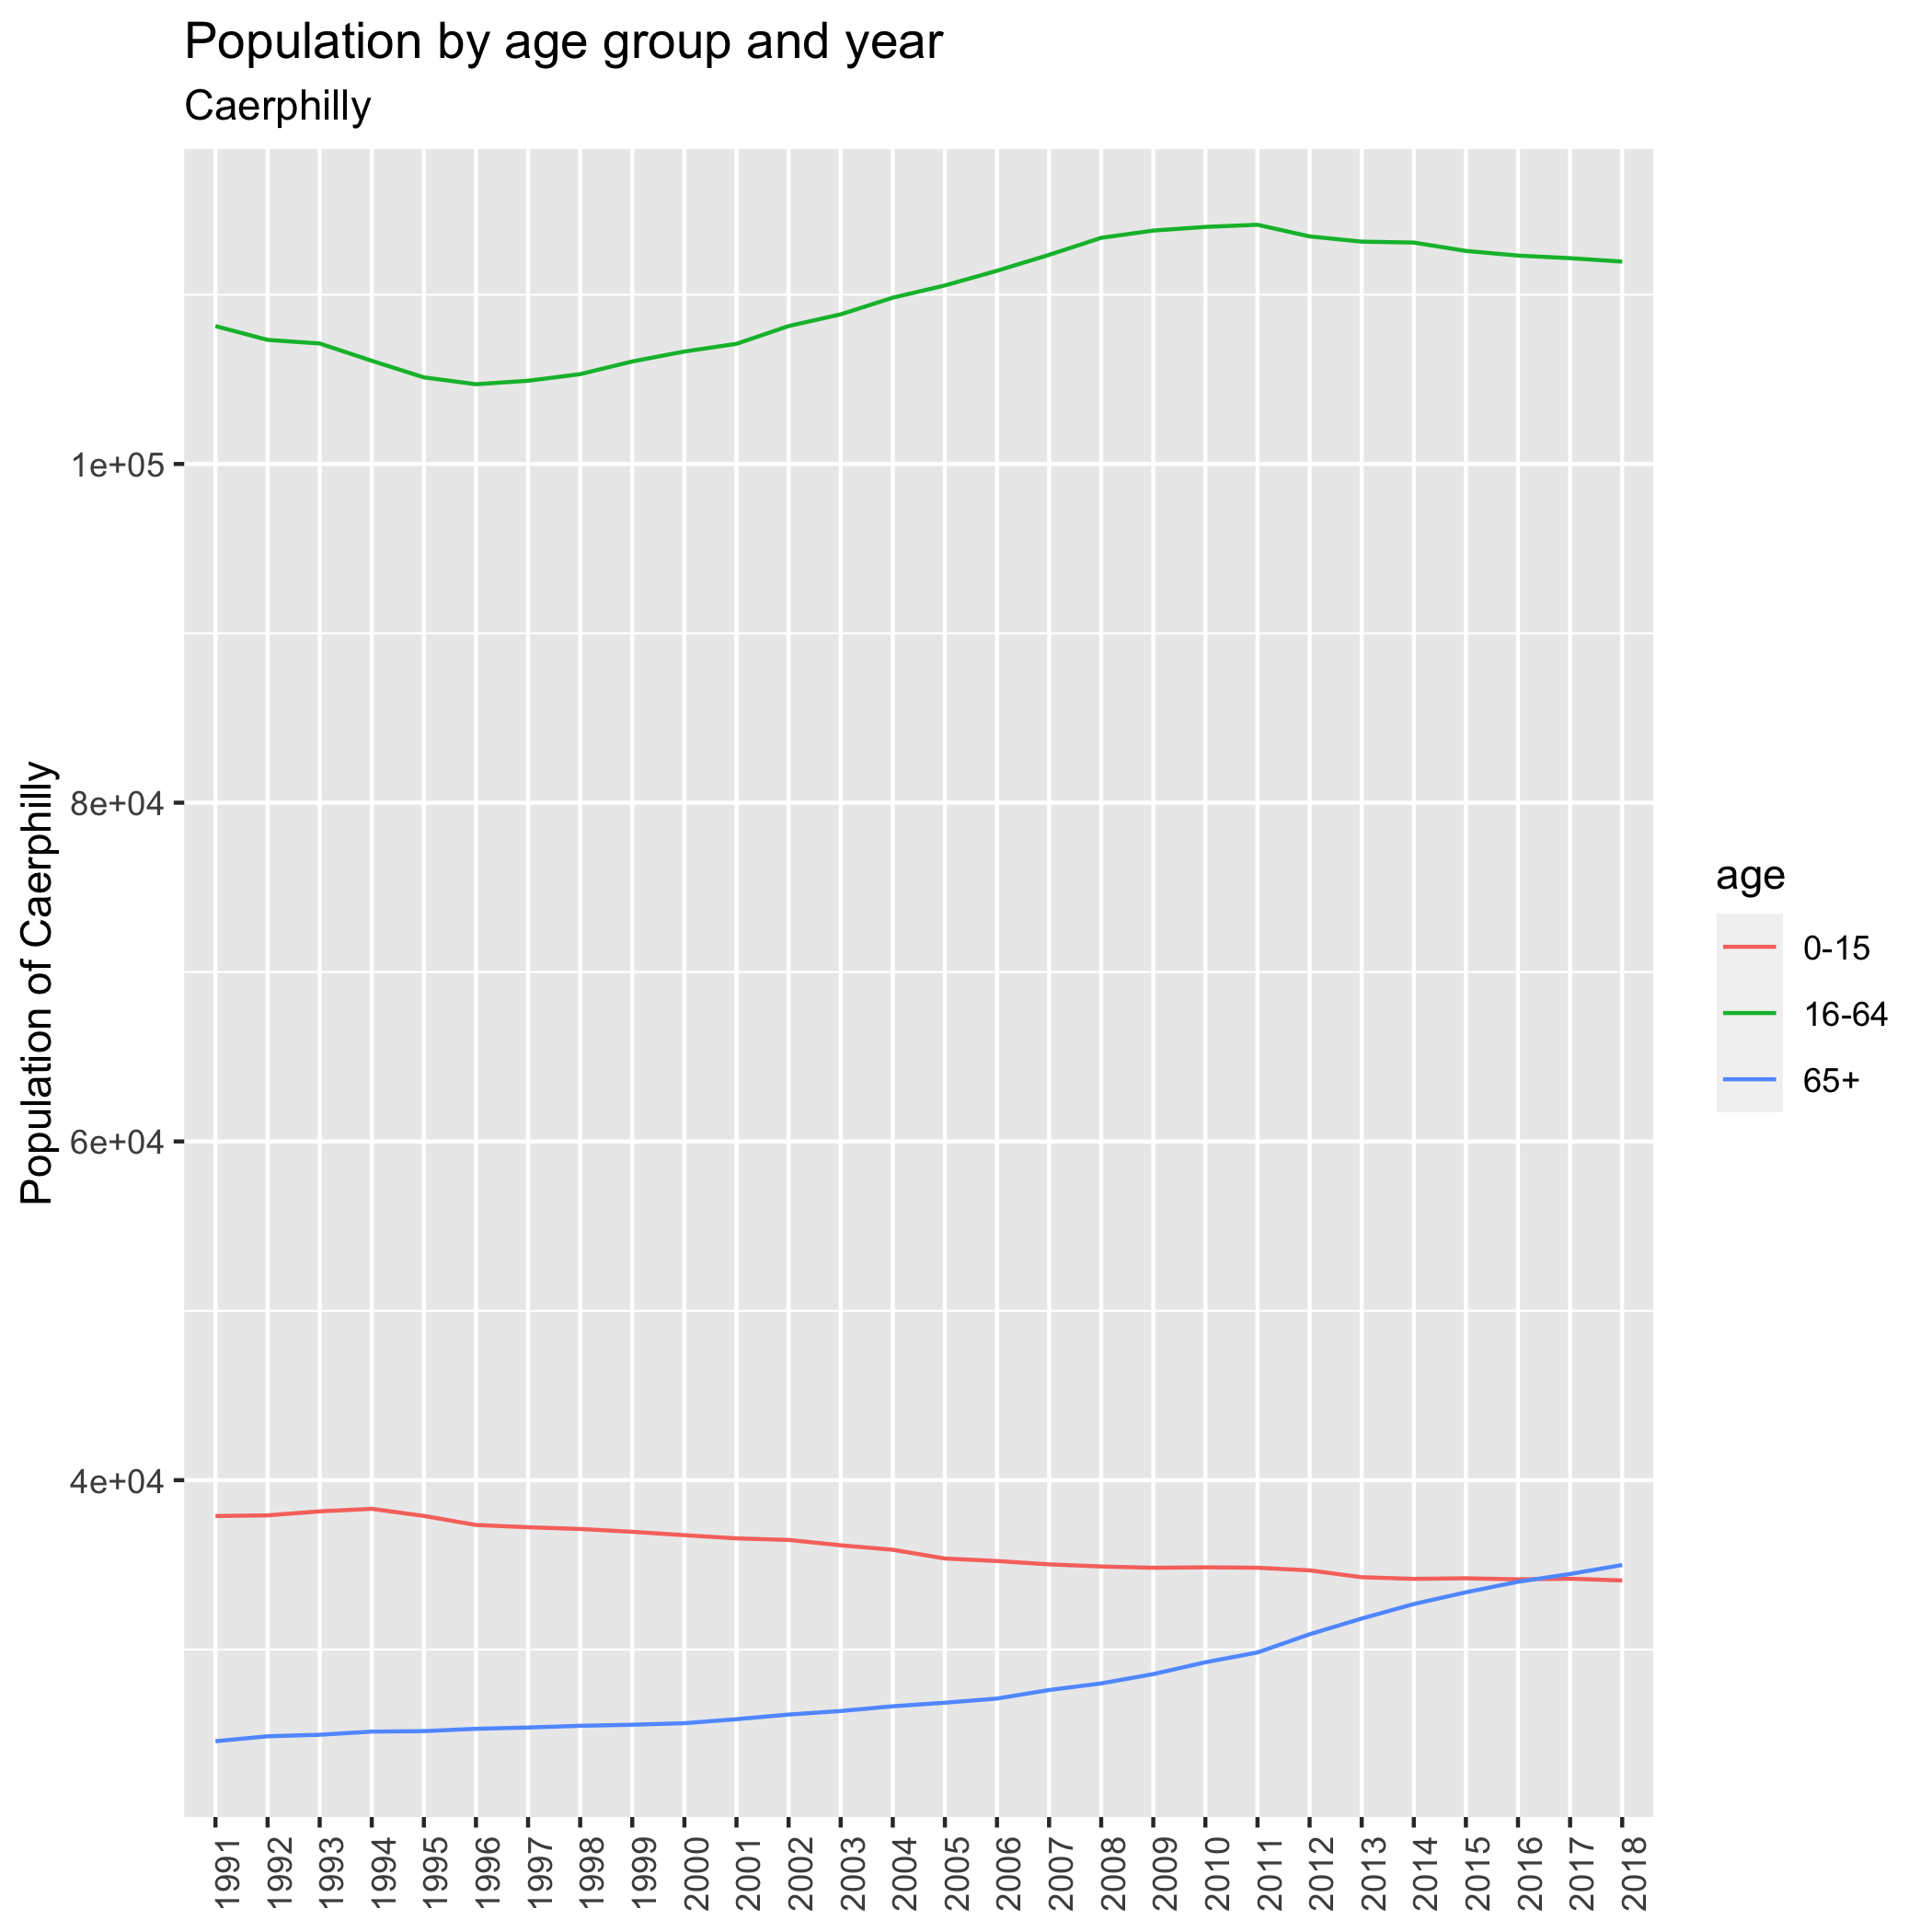 Population by age group and year
Caerphilly
Population of Caerphilly
1e+05
8e+04
6e+04
4e+04
1991 1992 1993 1994 1995 1996 1997 1998 1999 2000 2001 2002 2003 2004 2005 2006 2007 2008 2009 2010 2011 2012 2013 2014 2015 2016 2017 2018
age
0-15
16-64
65+